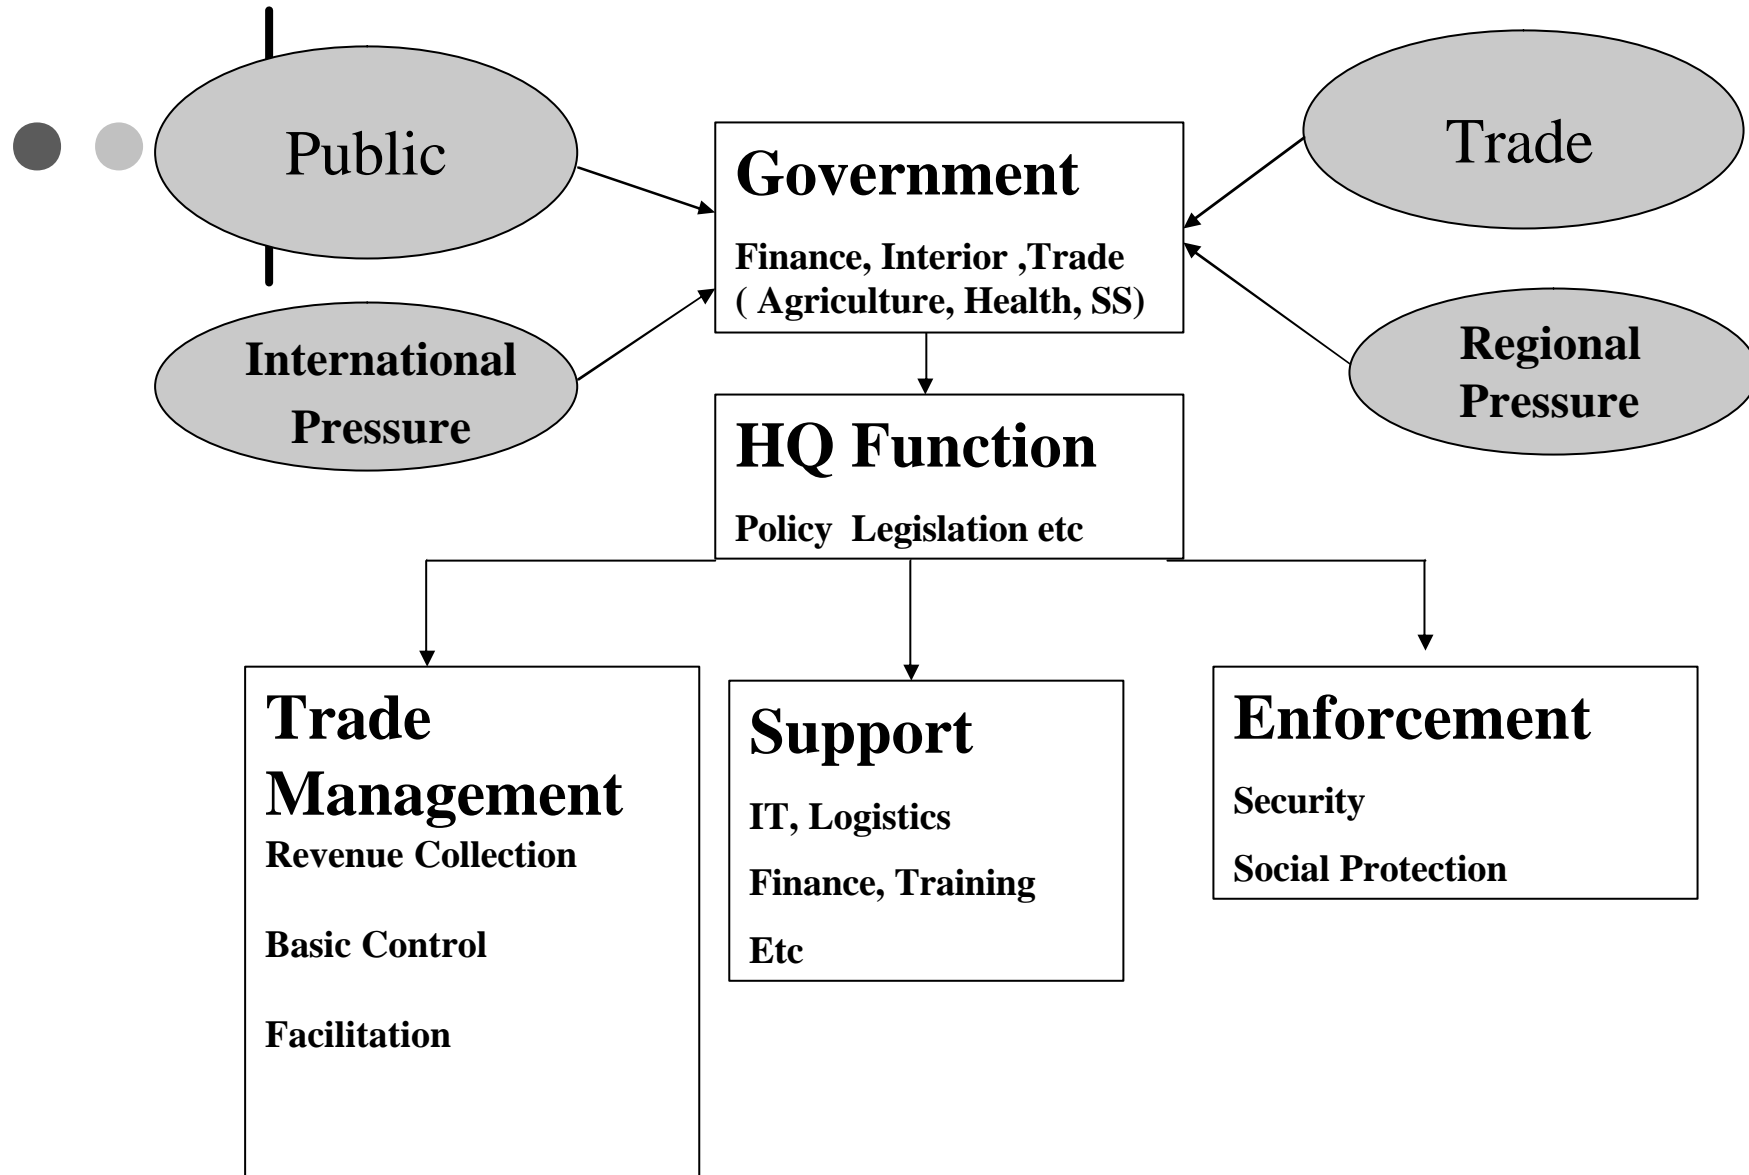 Public
Trade
Government
Finance, Interior ,Trade
( Agriculture, Health, SS)
International
Pressure
Regional
Pressure
HQ Function
Policy  Legislation etc
Trade
Management
Revenue Collection
Basic Control
Facilitation
Support
IT, Logistics
Finance, Training
Etc
Enforcement
Security
Social Protection